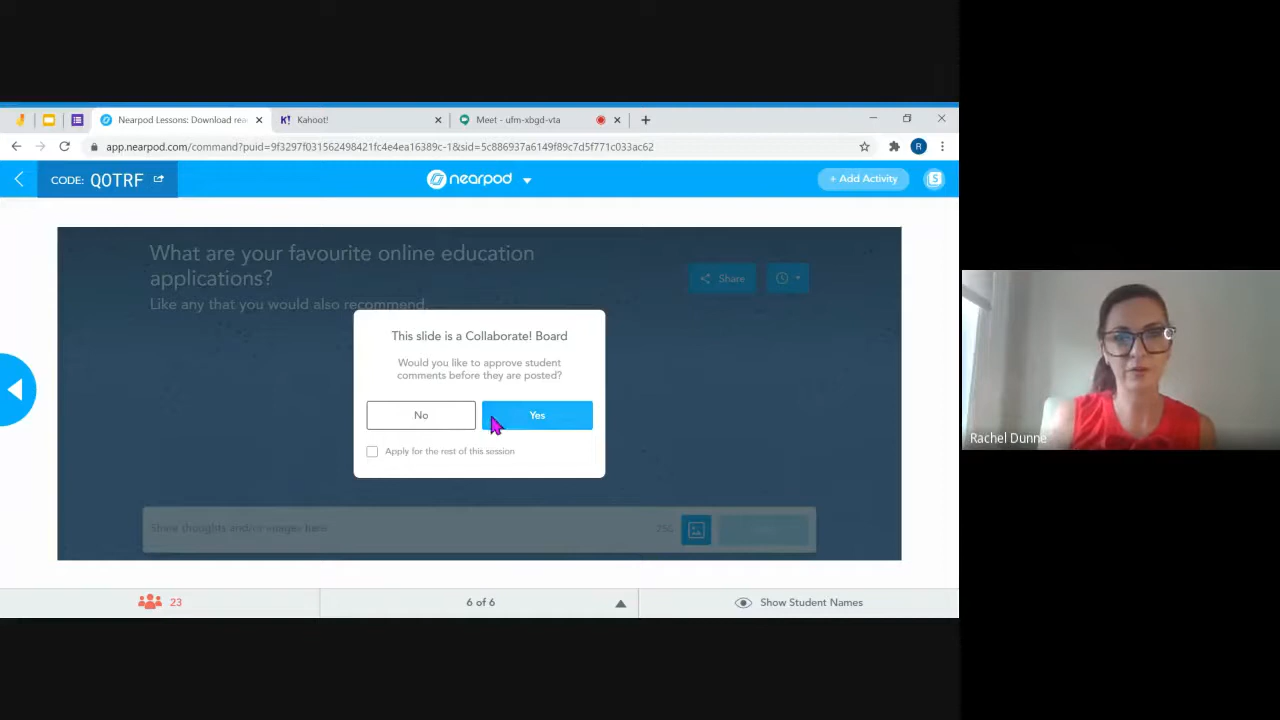 Nearpod Lessons: Download rea
Kahoot!
Meet - ufm-xbgd-vta
app.nearpod.com/command?puid=9f3297f031562498421fc4e4ea16389c-1&sid=5c886937a6149f89c7d5f771c033ac62
R
CODE: QOTRF
nearpod
+ Add Activity
S
What are your favourite online education
applications?
Like any that you would also recommend.
Share
This slide is a Collaborate! Board
Would you like to approve student
comments before they are posted?
No
Yes
Apply for the rest of this session
Share thoughts and/or images here
Rachel Dunne
23
6 of 6
Show Student Names